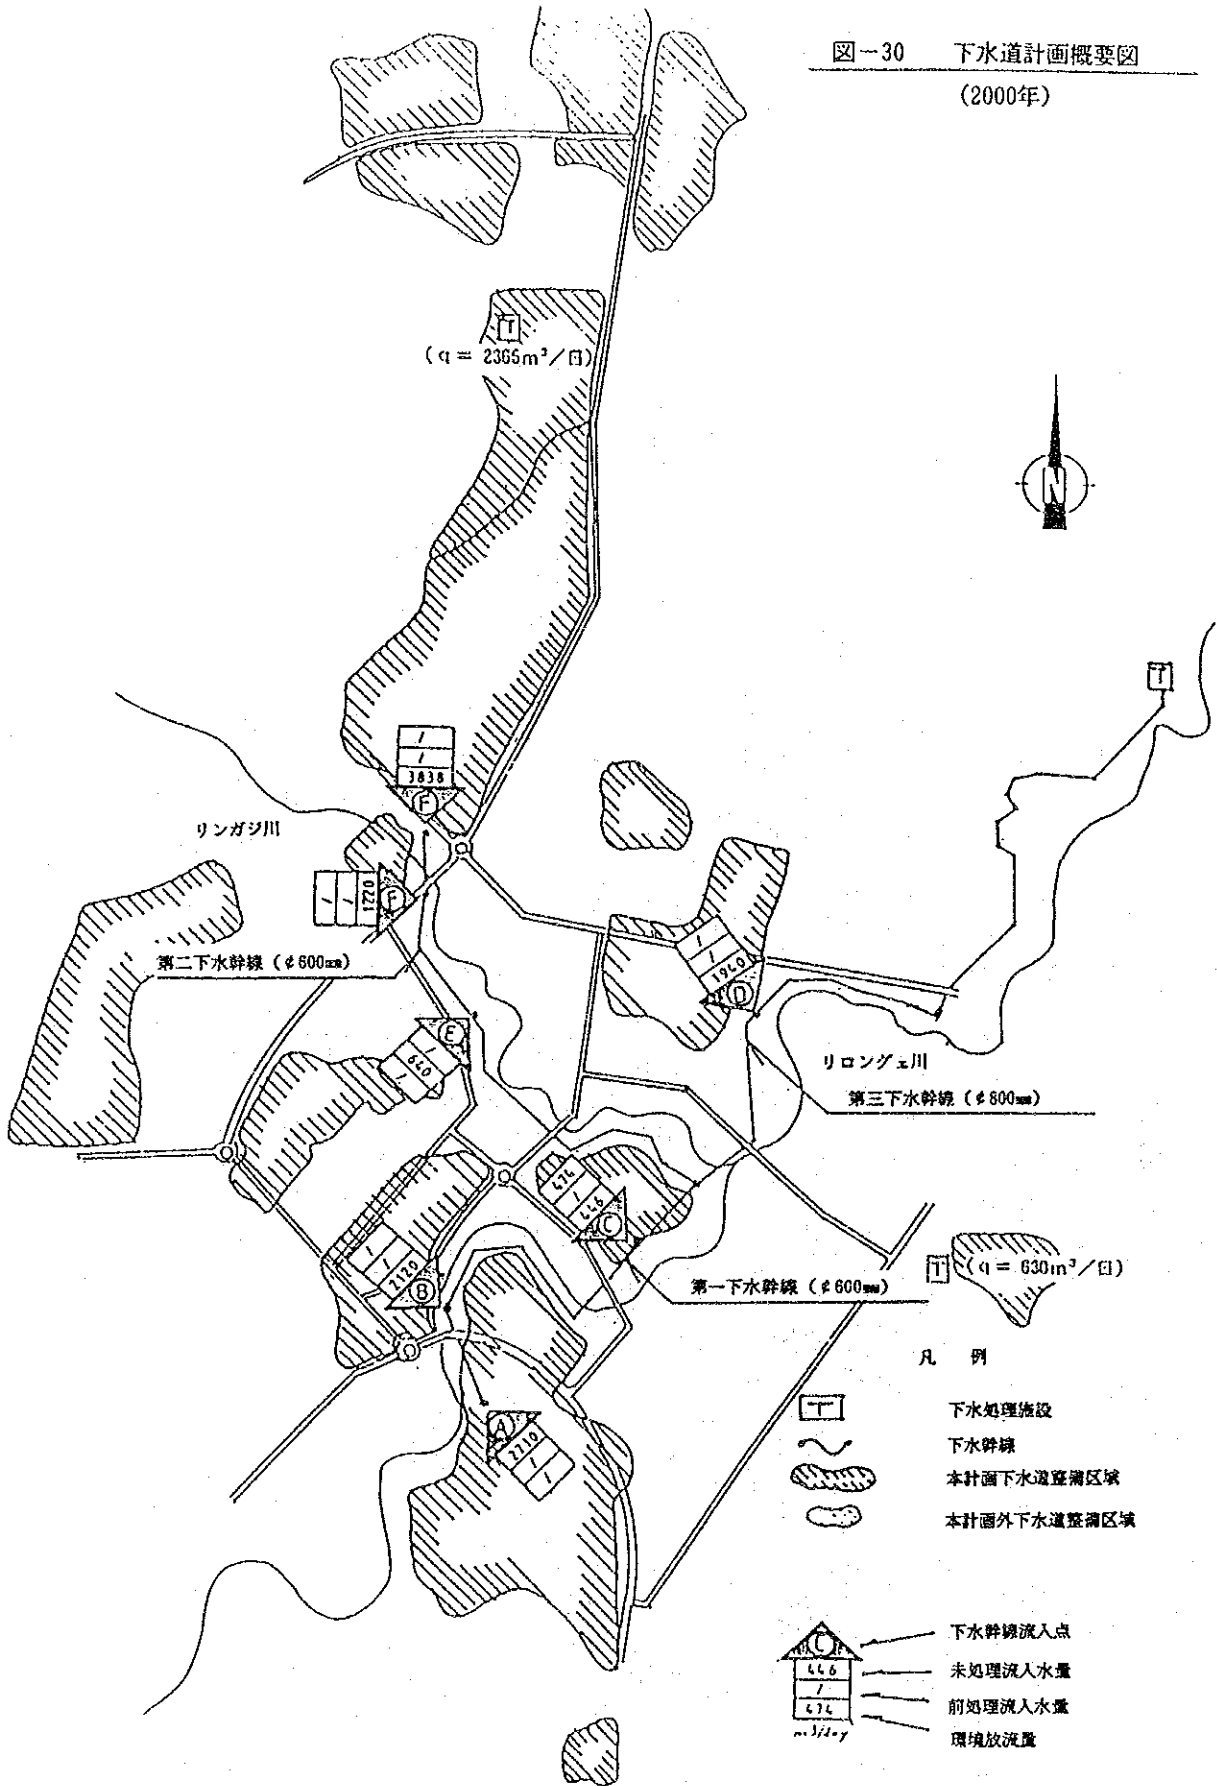 図－30　下水道計画概要図
(2000年)
T
(q = 2365m³／日)
N
T
/
/
3838
F
リンガジ川
/
/
1220
第二下水幹線 (φ600㎜)
/
/
1940
D
E
/
640
/
リロングェ川
第三下水幹線 (φ800㎜)
474
/
446
C
/
/
2120
B
第一下水幹線 (φ600㎜)
T
(q = 630m³／日)
A
2210
/
/
凡　例
T
下水処理施設
下水幹線
本計画下水道整備区域
本計画外下水道整備区域
C
下水幹線流入点
446
未処理流入水量
/
前処理流入水量
474
環境放流量
m3/day